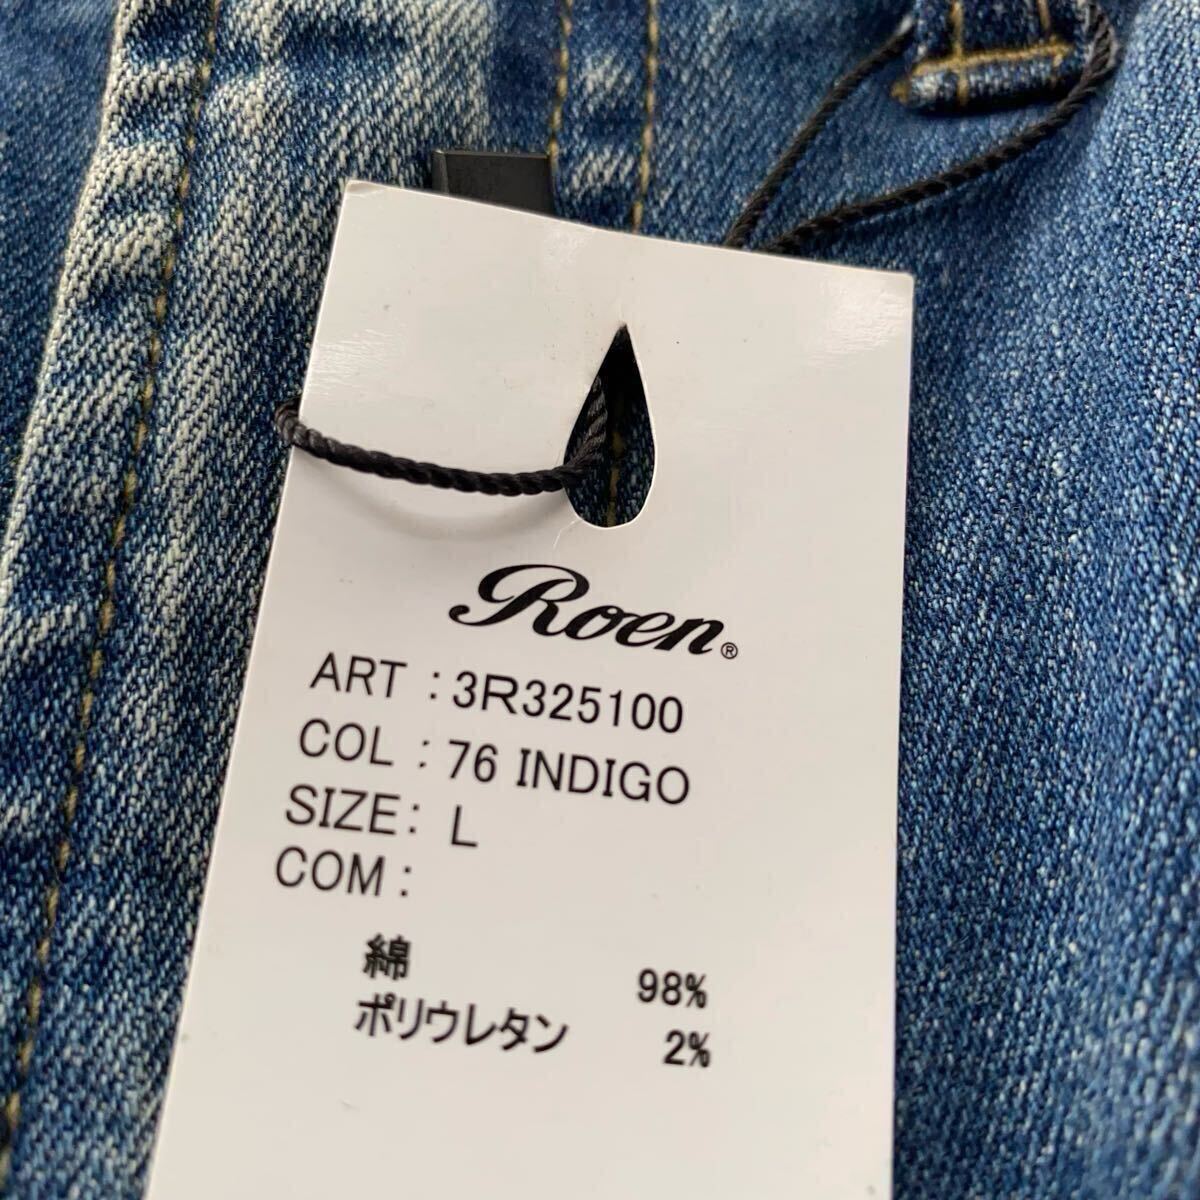 Roen®
ART : 3R325100
COL : 76 INDIGO
SIZE: L
COM :
綿 98%
ポリウレタン 2%